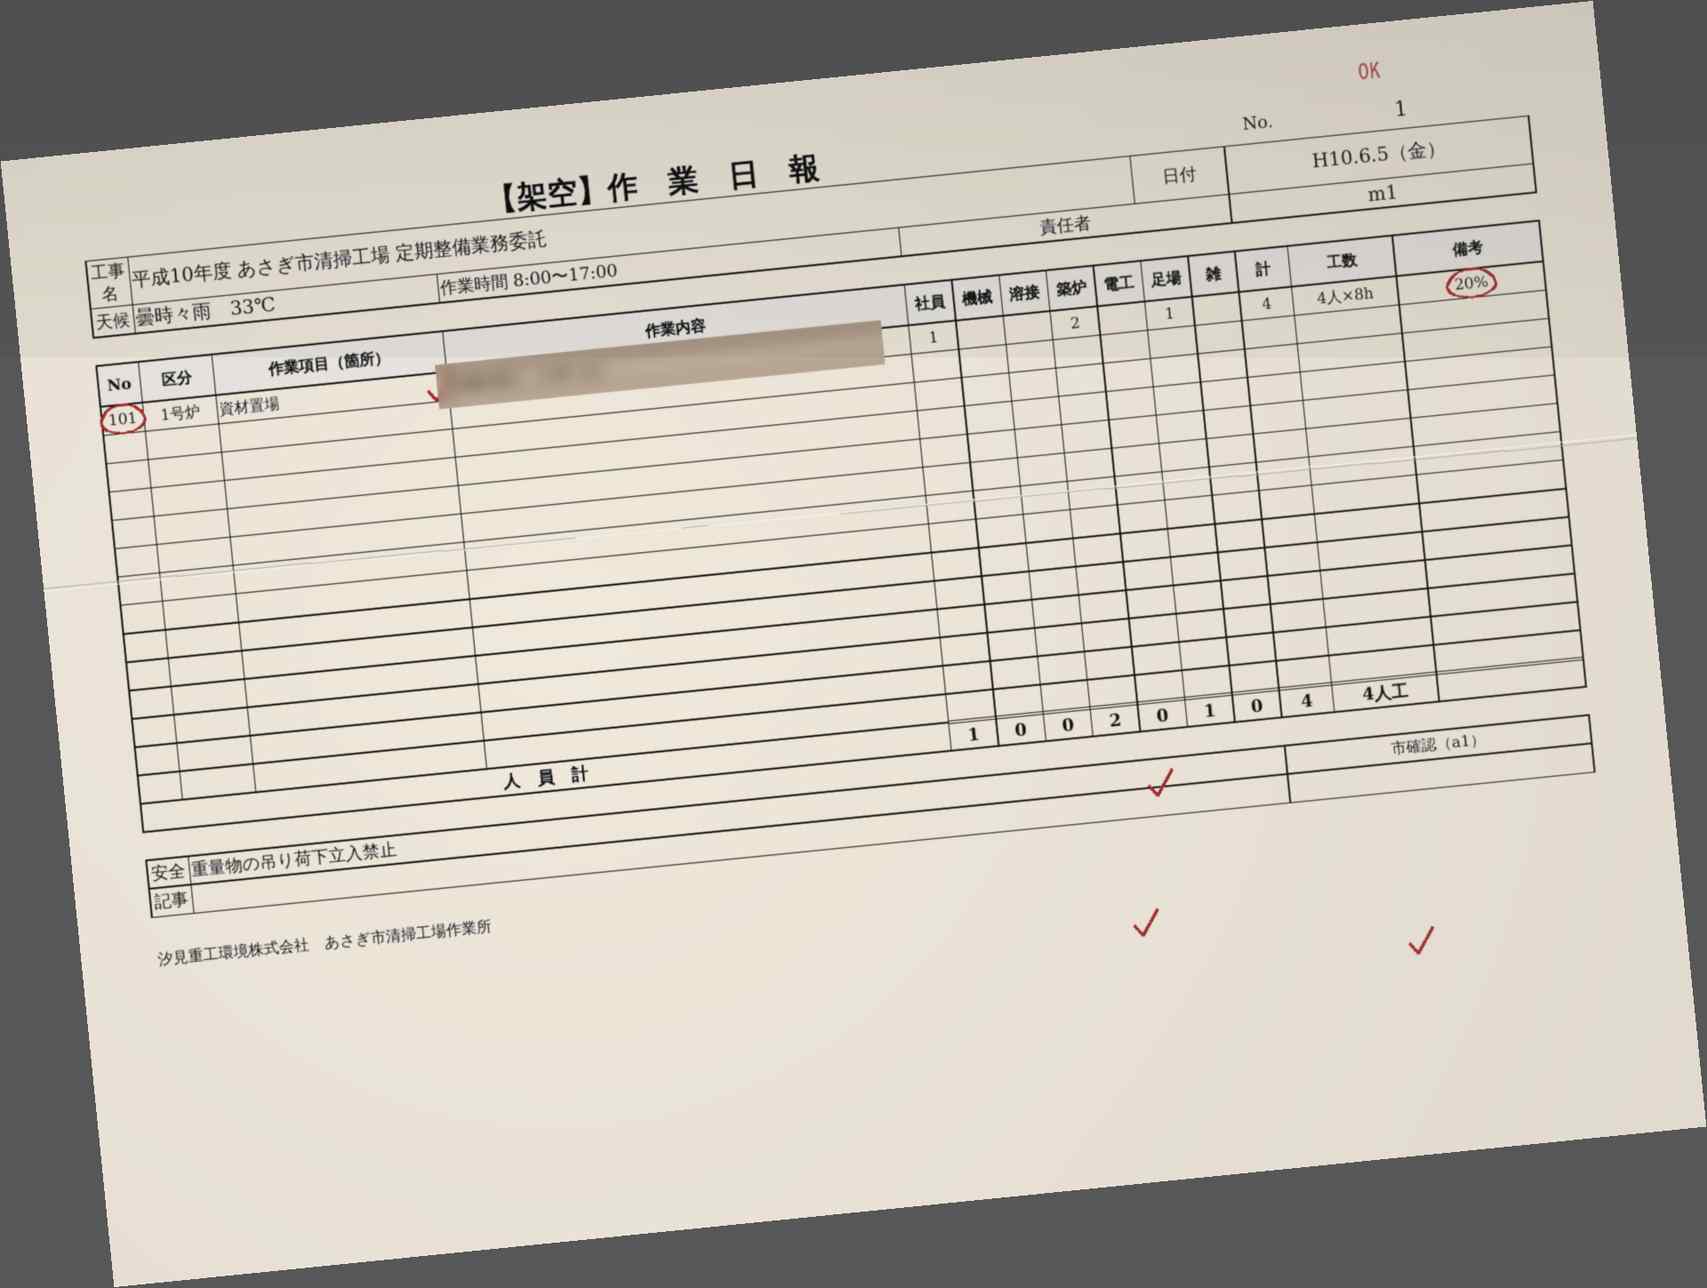 OK
No. 1
【架空】作 業 日 報
工事名 平成10年度 あさぎ市清掃工場 定期整備業務委託 日付 H10.6.5（金）
天候 曇時々雨 33℃ 作業時間 8:00〜17:00 責任者 m1
No 区分 作業項目（箇所） 作業内容 社員 機械 溶接 築炉 電工 足場 雑 計 工数 備考
101 1号炉 資材置場 1 2 1 4 4人×8h 20%
人 員 計 1 0 0 2 0 1 0 4 4人工
市確認（a1）
安全 重量物の吊り荷下立入禁止
記事
汐見重工環境株式会社 あさぎ市清掃工場作業所